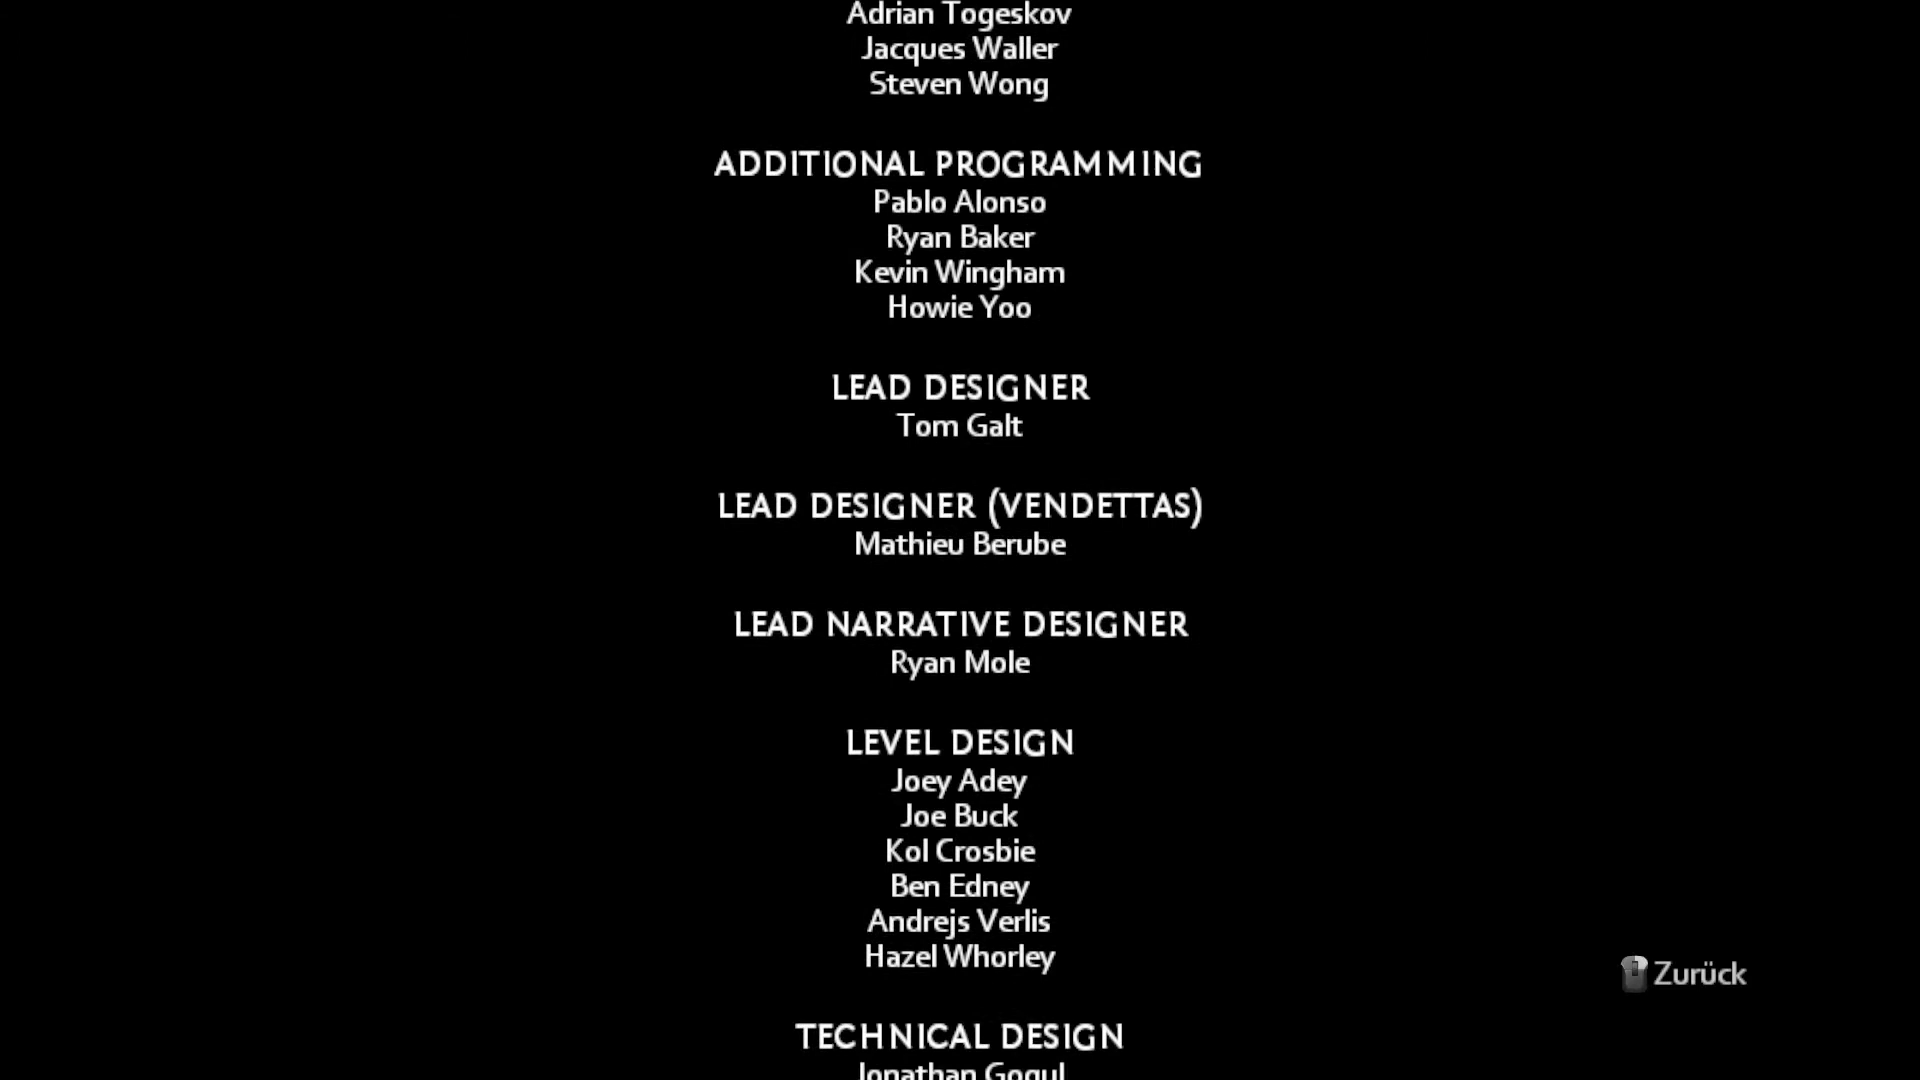 Adrian Togeskov
Jacques Waller
Steven Wong
ADDITIONAL PROGRAMMING
Pablo Alonso
Ryan Baker
Kevin Wingham
Howie Yoo
LEAD DESIGNER
Tom Galt
LEAD DESIGNER (VENDETTAS)
Mathieu Berube
LEAD NARRATIVE DESIGNER
Ryan Mole
LEVEL DESIGN
Joey Adey
Joe Buck
Kol Crosbie
Ben Edney
Andrejs Verlis
Hazel Whorley
Zurück
TECHNICAL DESIGN
Jonathan Gogul